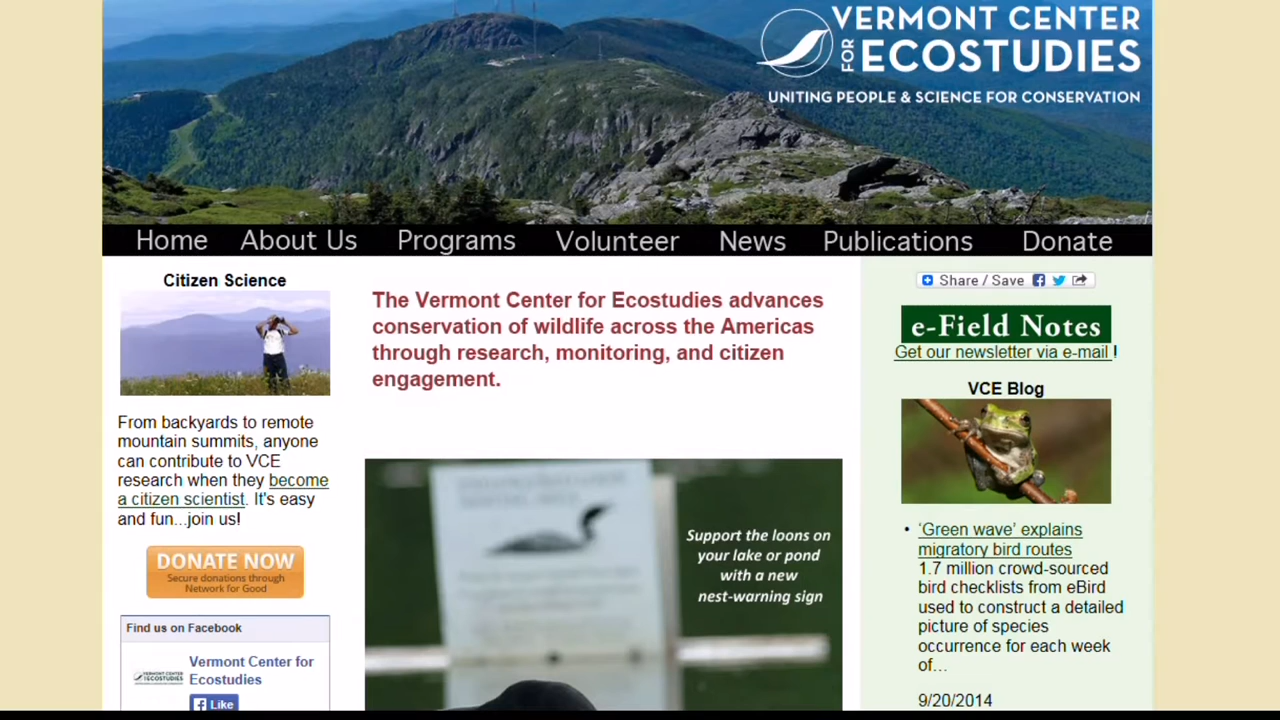 VERMONT CENTER
FOR ECOSTUDIES
UNITING PEOPLE & SCIENCE FOR CONSERVATION
Home About Us Programs Volunteer News Publications Donate
Citizen Science
From backyards to remote
mountain summits, anyone
can contribute to VCE
research when they become
a citizen scientist. It's easy
and fun...join us!
DONATE NOW
Secure donations through
Network for Good
Find us on Facebook
VERMONT CENTER
ECOSTUDIES
Vermont Center for
Ecostudies
Like
The Vermont Center for Ecostudies advances
conservation of wildlife across the Americas
through research, monitoring, and citizen
engagement.
Support the loons on
your lake or pond
with a new
nest-warning sign
Share / Save
e-Field Notes
Get our newsletter via e-mail !
VCE Blog
• ‘Green wave’ explains
migratory bird routes
1.7 million crowd-sourced
bird checklists from eBird
used to construct a detailed
picture of species
occurrence for each week
of...
9/20/2014